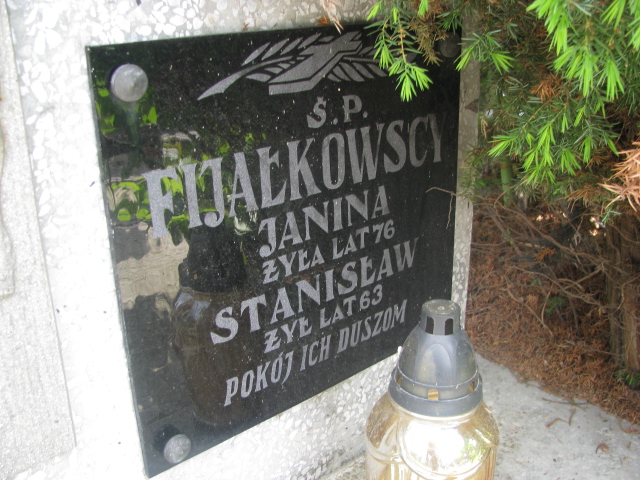 Ś.P.
FIJAŁKOWSCY
JANINA
ŻYŁA LAT 76
STANISŁAW
ŻYŁ LAT 63
POKÓJ ICH DUSZOM